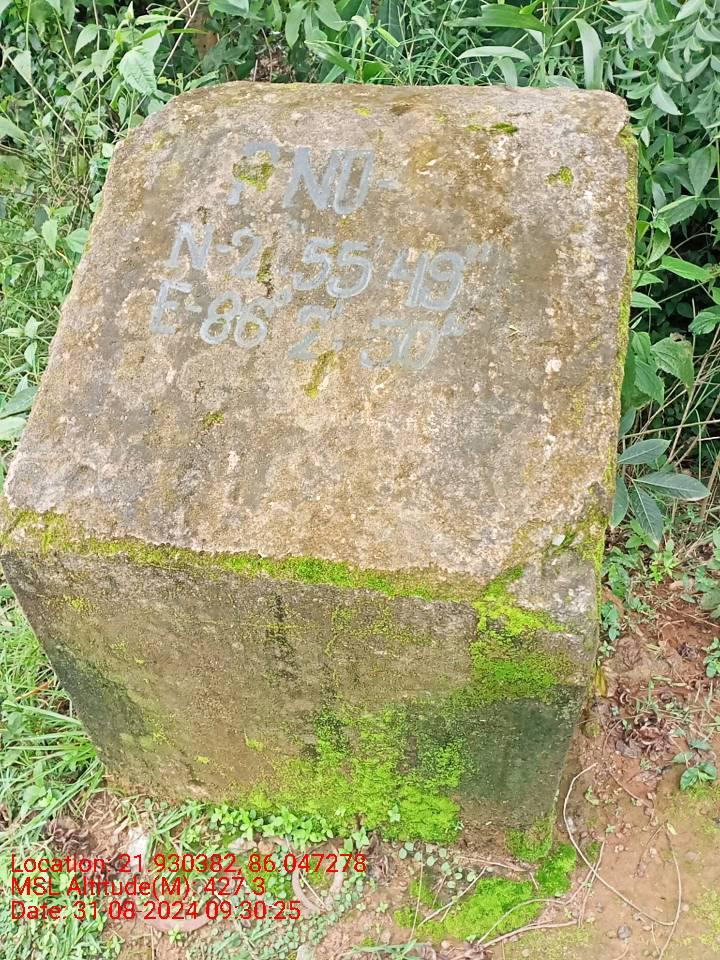 P NO-
N-21°55'49"
E-86° 2' 50"
Location: 21.930382, 86.047278
MSL Altitude(M): 427.3
Date: 31-08-2024 09:30:25